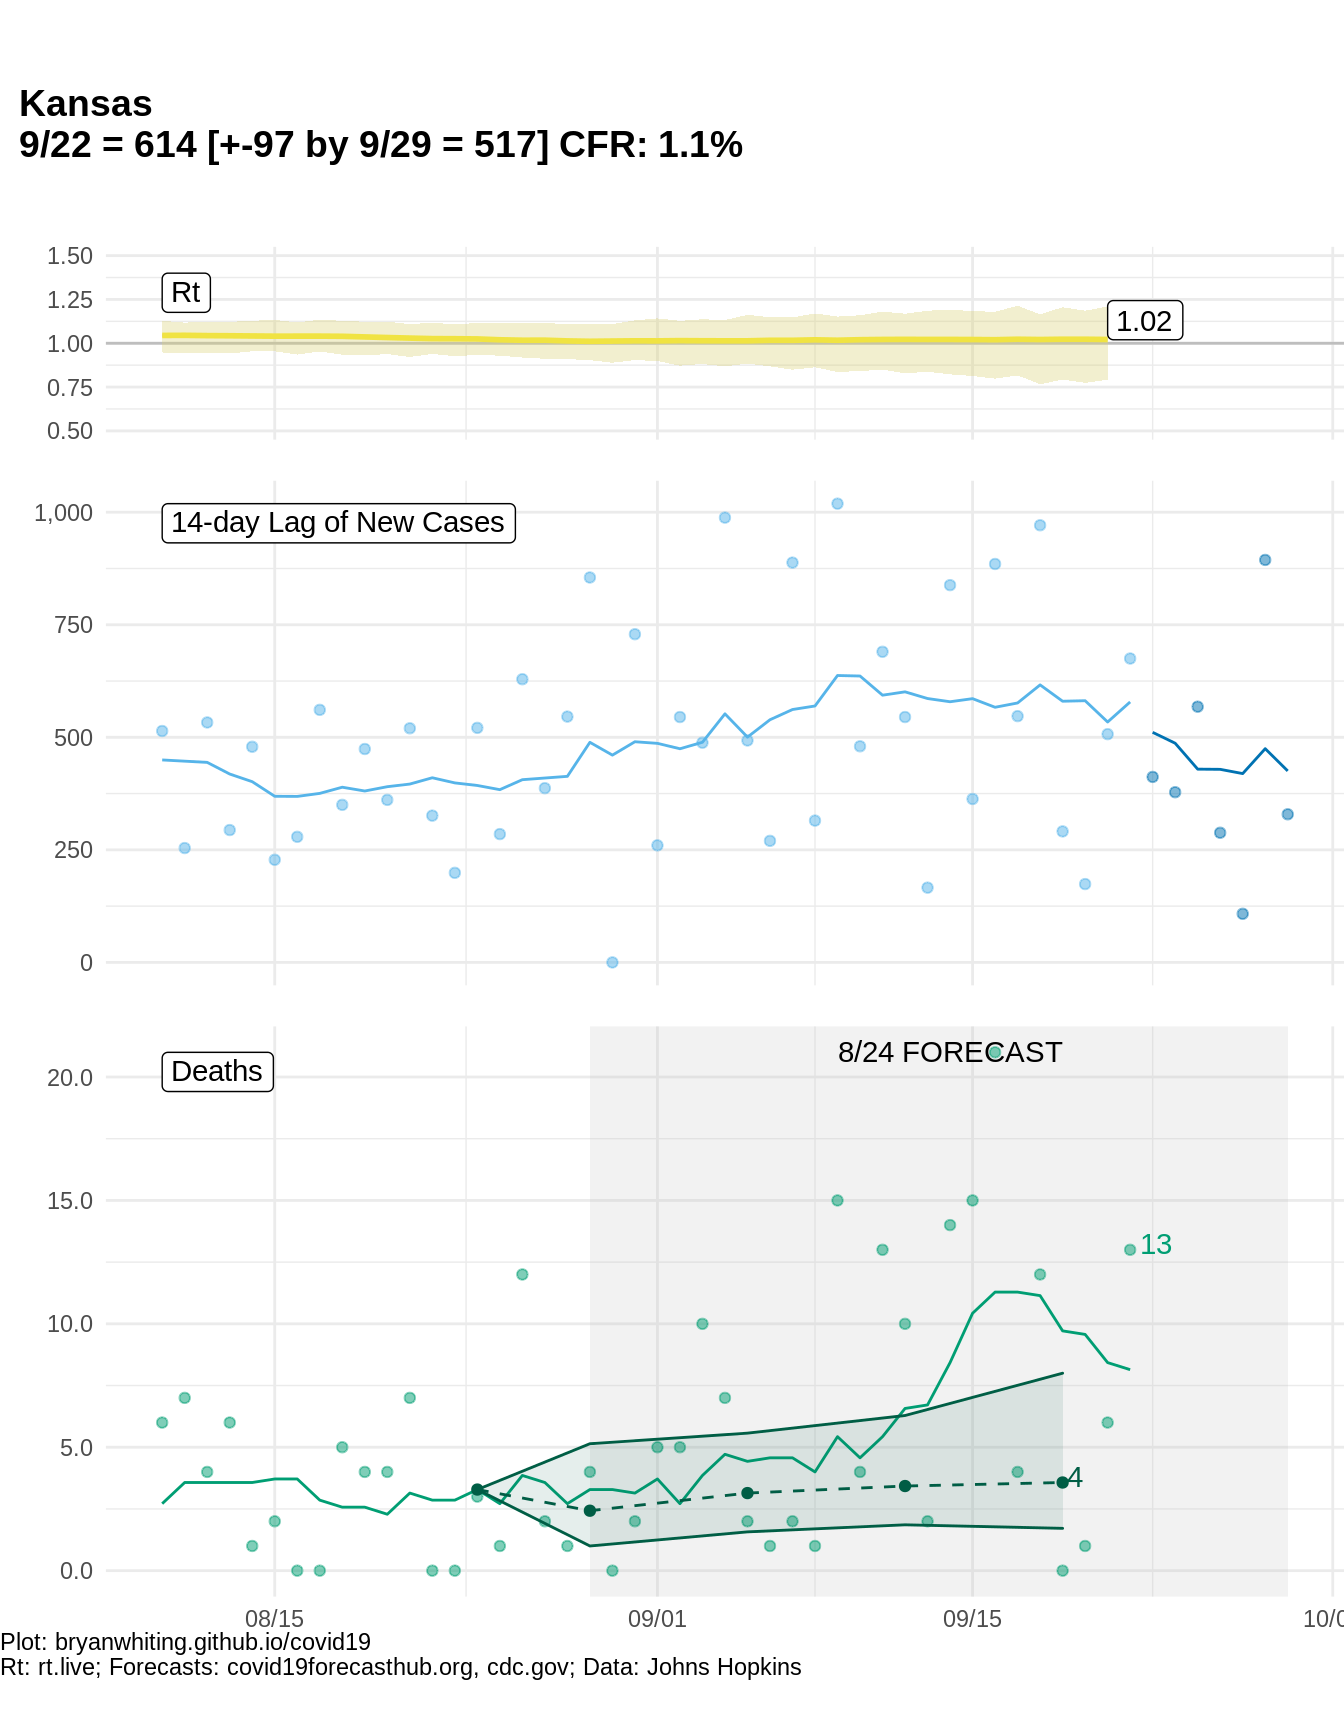 Kansas
9/22 = 614 [+-97 by 9/29 = 517] CFR: 1.1%
1.50
Rt
1.25
1.02
1.00
0.75
0.50
1,000
14-day Lag of New Cases
750
500
250
0
8/24 FORECAST
Deaths
20.0
15.0
13
10.0
5.0
4
0.0
08/15
09/01
09/15
10/0
Plot: bryanwhiting.github.io/covid19
Rt: rt.live; Forecasts: covid19forecasthub.org, cdc.gov; Data: Johns Hopkins